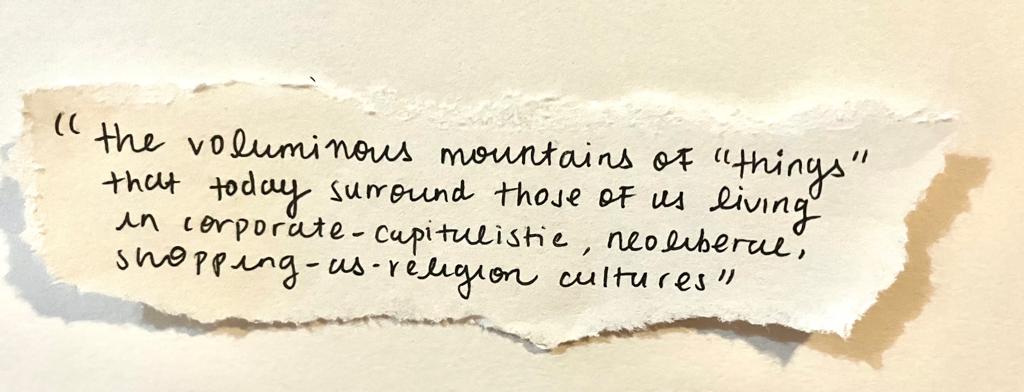 “the voluminous mountains of “things”
that today surround those of us living
in corporate-capitalistic, neoliberal,
shopping-as-religion cultures”